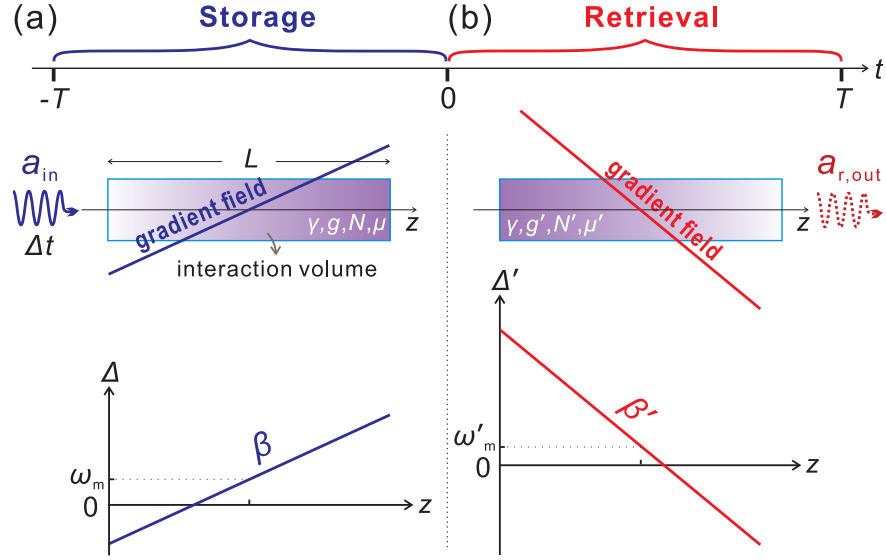 (a) Storage (b) Retrieval
-T 0 T t
L
a_in gradient field a_r,out
γ,g,N,μ z γ,g′,N′,μ′ gradient field z
Δt
interaction volume
Δ′
Δ
β β′
ω_m ω′_m
0 z 0 z